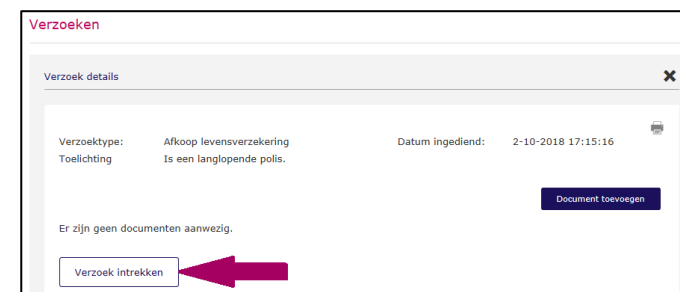 Verzoeken
Verzoek details
Verzoektype: Afkoop levensverzekering Datum ingediend: 2-10-2018 17:15:16
Toelichting Is een langlopende polis.
Document toevoegen
Er zijn geen documenten aanwezig.
Verzoek intrekken